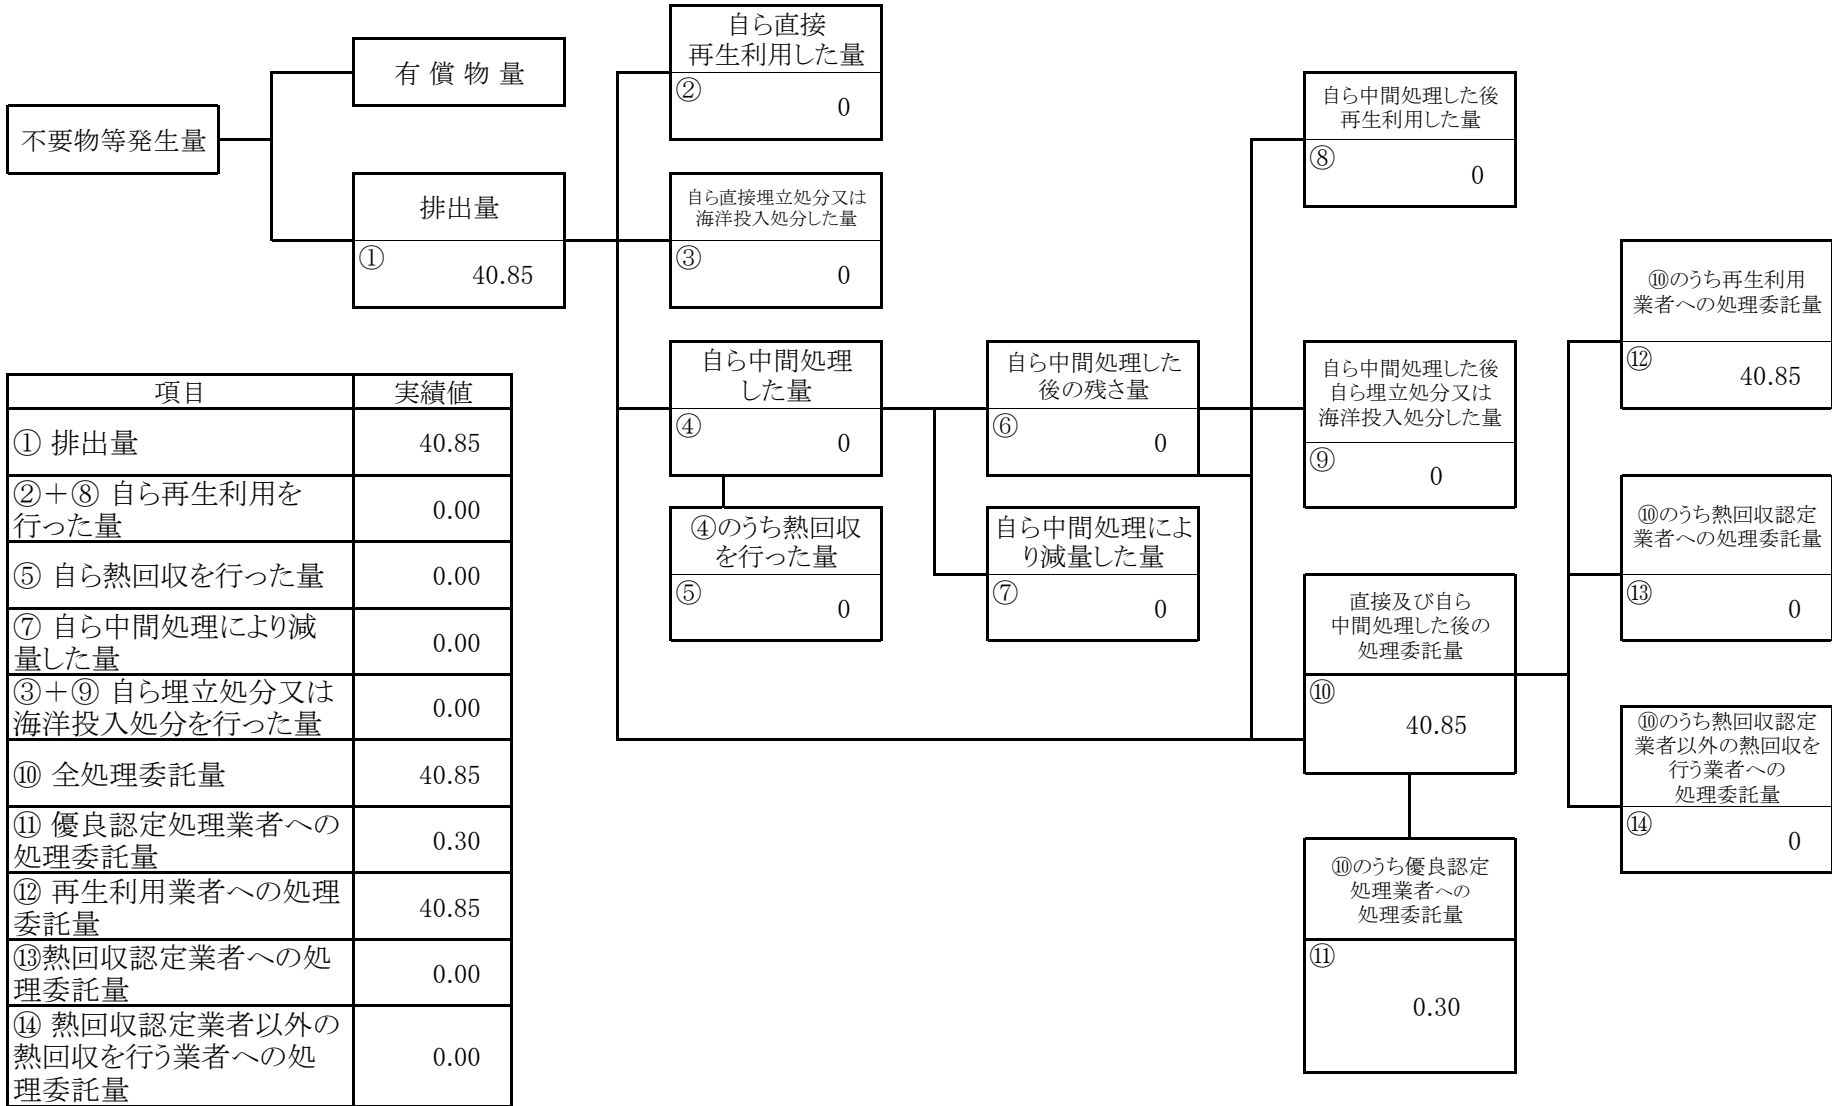 不要物等発生量
有 償 物 量
排出量
①
40.85
自ら直接
再生利用した量
②
0
自ら直接埋立処分又は
海洋投入処分した量
③
0
自ら中間処理
した量
④
0
④のうち熱回収
を行った量
⑤
0
自ら中間処理した
後の残さ量
⑥
0
自ら中間処理によ
り減量した量
⑦
0
自ら中間処理した後
再生利用した量
⑧
0
自ら中間処理した後
自ら埋立処分又は
海洋投入処分した量
⑨
0
直接及び自ら
中間処理した後の
処理委託量
⑩
40.85
⑩のうち優良認定
処理業者への
処理委託量
⑪
0.30
⑩のうち再生利用
業者への処理委託量
⑫
40.85
⑩のうち熱回収認定
業者への処理委託量
⑬
0
⑩のうち熱回収認定
業者以外の熱回収を
行う業者への
処理委託量
⑭
0
項目 実績値
① 排出量 40.85
②＋⑧ 自ら再生利用を
行った量 0.00
⑤ 自ら熱回収を行った量 0.00
⑦ 自ら中間処理により減
量した量 0.00
③＋⑨ 自ら埋立処分又は
海洋投入処分を行った量 0.00
⑩ 全処理委託量 40.85
⑪ 優良認定処理業者への
処理委託量 0.30
⑫ 再生利用業者への処理
委託量 40.85
⑬熱回収認定業者への処
理委託量 0.00
⑭ 熱回収認定業者以外の
熱回収を行う業者への処
理委託量 0.00